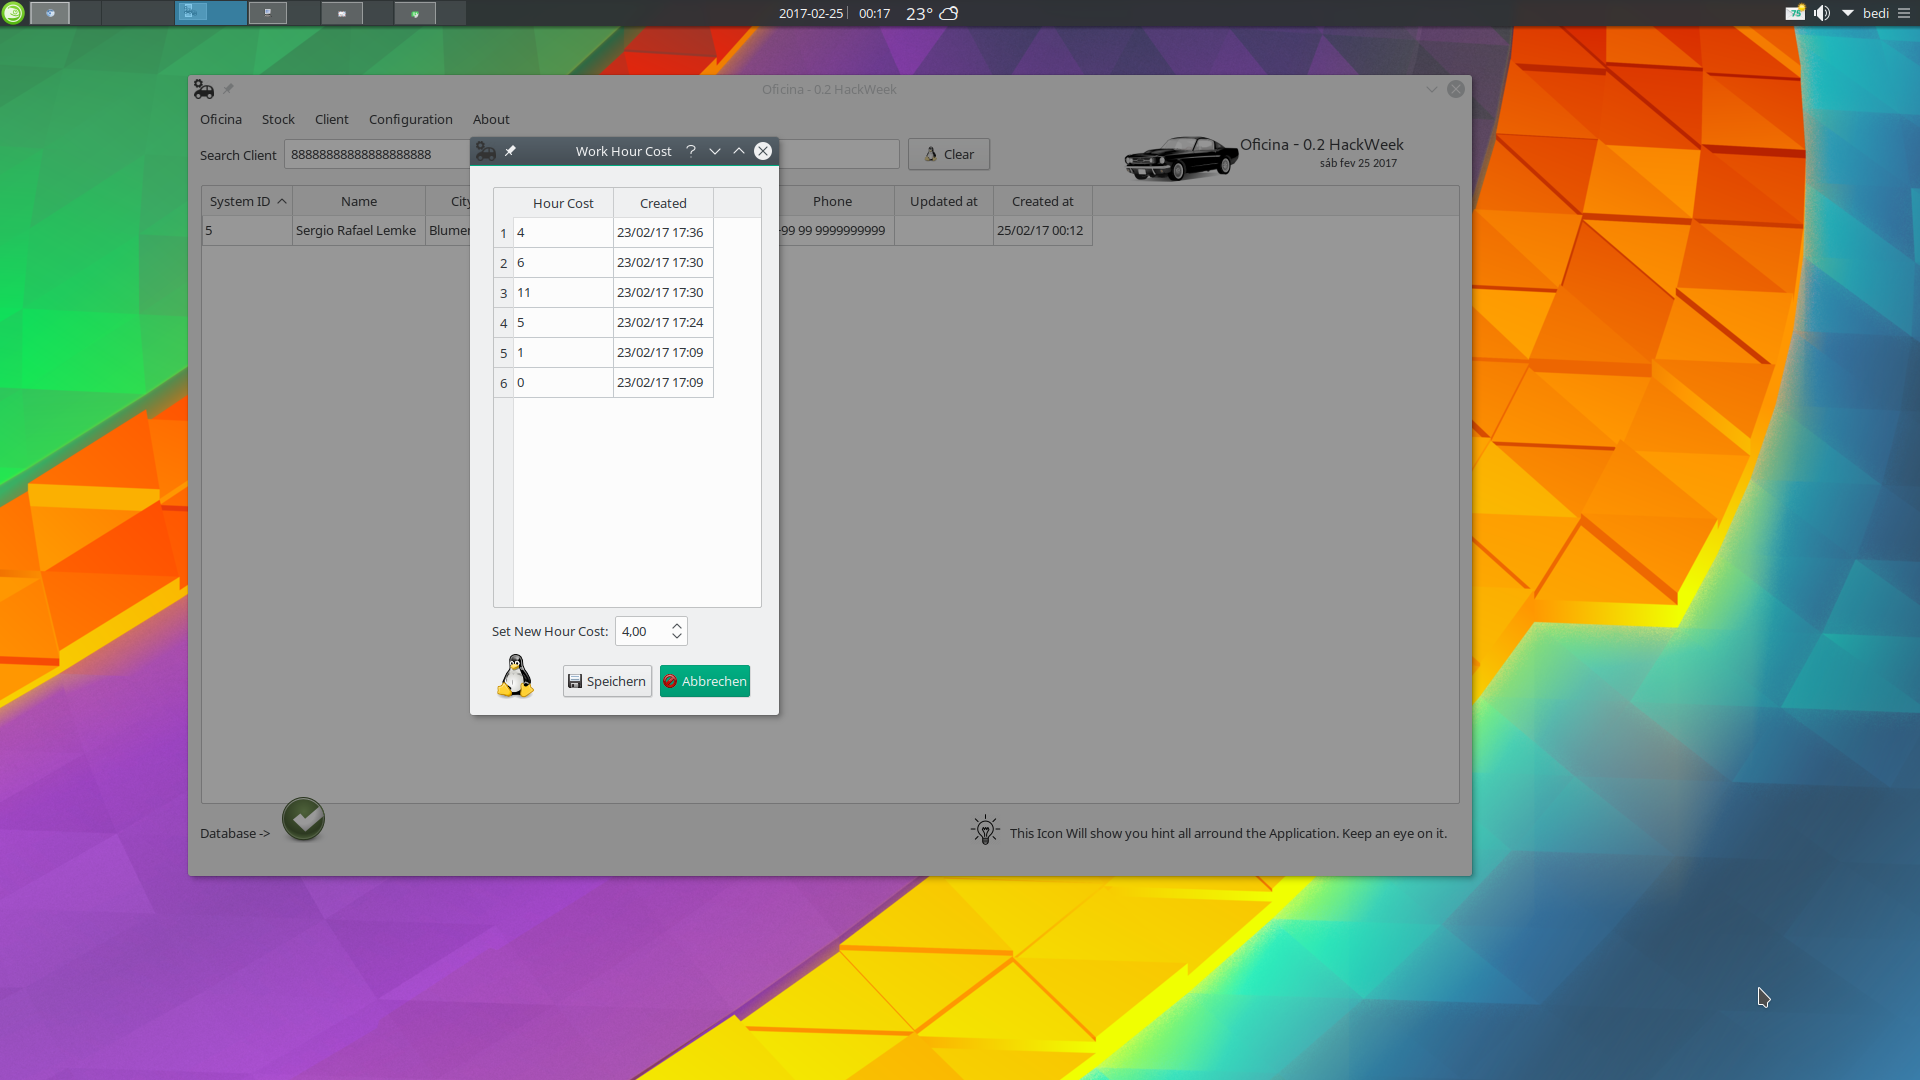 2017-02-25 00:17 23°
75
bedi
Oficina - 0.2 HackWeek
Oficina Stock Client Configuration About
Search Client 88888888888888888888
Clear
Oficina - 0.2 HackWeek
sáb fev 25 2017
System ID Name Phone Updated at Created at
5 Sergio Rafael Lemke 99 99 9999999999 25/02/17 00:12
Work Hour Cost ?
Hour Cost Created
1 4 23/02/17 17:36
2 6 23/02/17 17:30
3 11 23/02/17 17:30
4 5 23/02/17 17:24
5 1 23/02/17 17:09
6 0 23/02/17 17:09
Set New Hour Cost: 4,00
Speichern Abbrechen
Database ->
This Icon Will show you hint all arround the Application. Keep an eye on it.